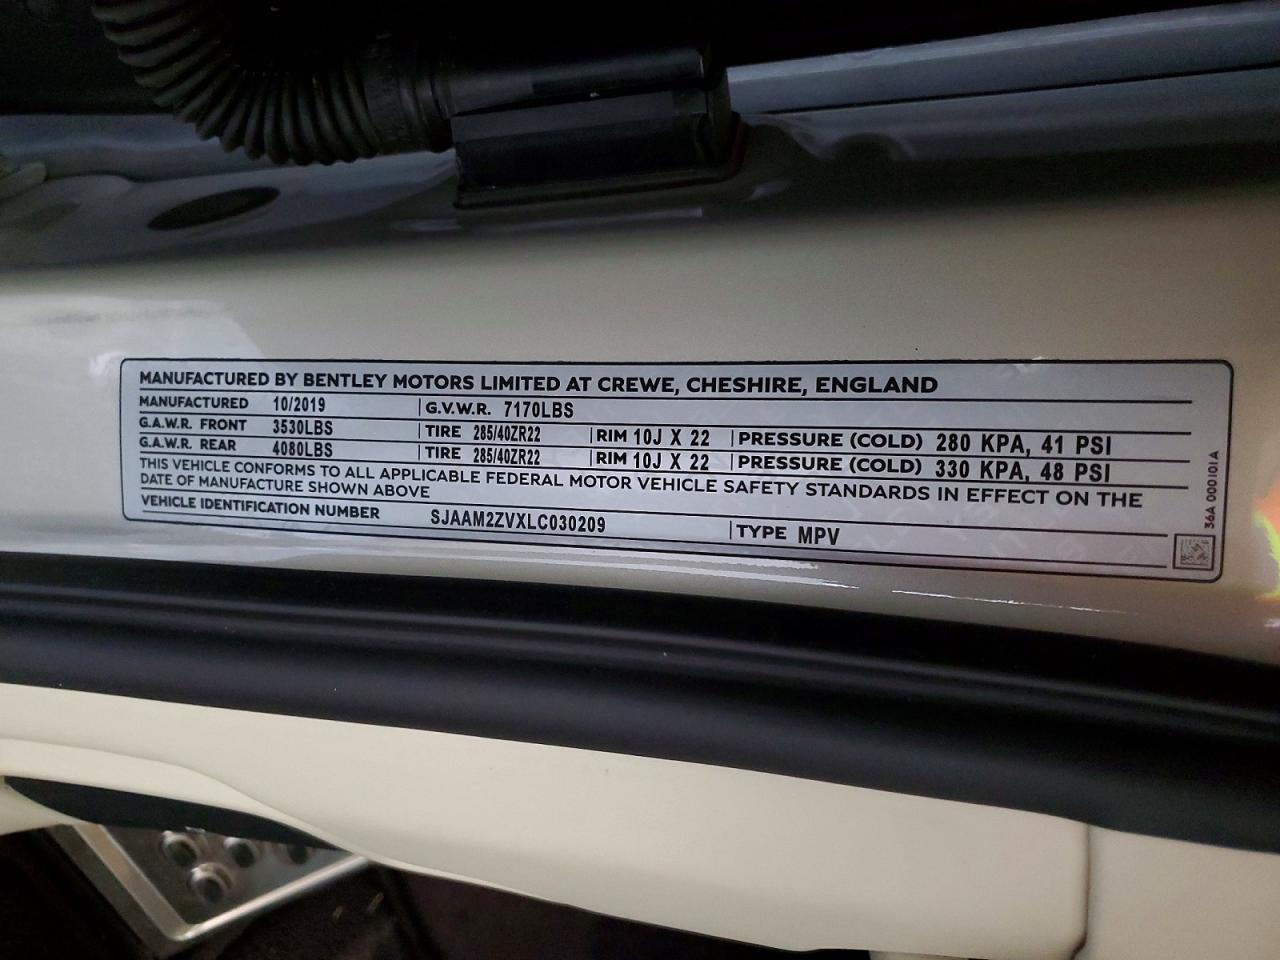 MANUFACTURED BY BENTLEY MOTORS LIMITED AT CREWE, CHESHIRE, ENGLAND
MANUFACTURED 10/2019 G.V.W.R. 7170LBS
G.A.W.R. FRONT 3530LBS TIRE 285/40ZR22 RIM 10J X 22 PRESSURE (COLD) 280 KPA, 41 PSI
G.A.W.R. REAR 4080LBS TIRE 285/40ZR22 RIM 10J X 22 PRESSURE (COLD) 330 KPA, 48 PSI
THIS VEHICLE CONFORMS TO ALL APPLICABLE FEDERAL MOTOR VEHICLE SAFETY STANDARDS IN EFFECT ON THE
DATE OF MANUFACTURE SHOWN ABOVE
VEHICLE IDENTIFICATION NUMBER SJAAM2ZVXLC030209 TYPE MPV
36A 000101A